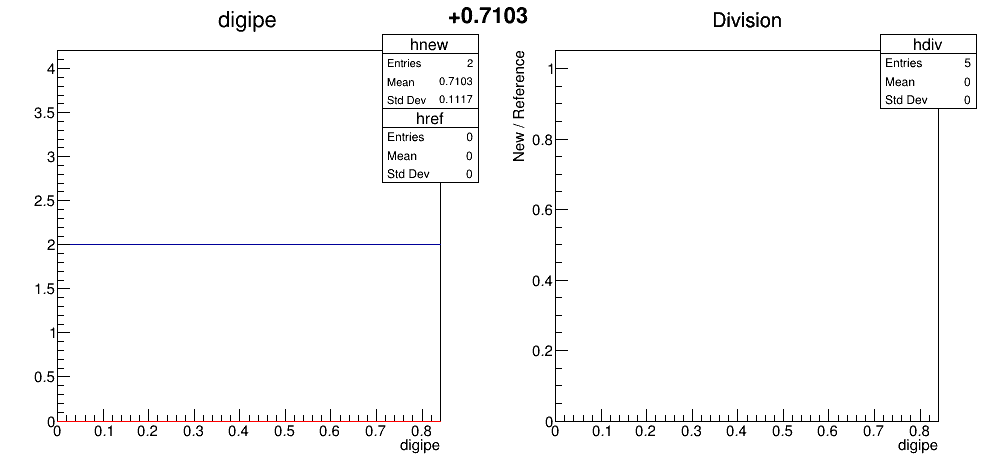 +0.7103
digipe
hnew
Entries 2
Mean 0.7103
Std Dev 0.1117
href
Entries 0
Mean 0
Std Dev 0
4
3.5
3
2.5
2
1.5
1
0.5
0
0 0.1 0.2 0.3 0.4 0.5 0.6 0.7 0.8
digipe
Division
hdiv
Entries 5
Mean 0
Std Dev 0
New / Reference
1
0.8
0.6
0.4
0.2
0
0 0.1 0.2 0.3 0.4 0.5 0.6 0.7 0.8
digipe